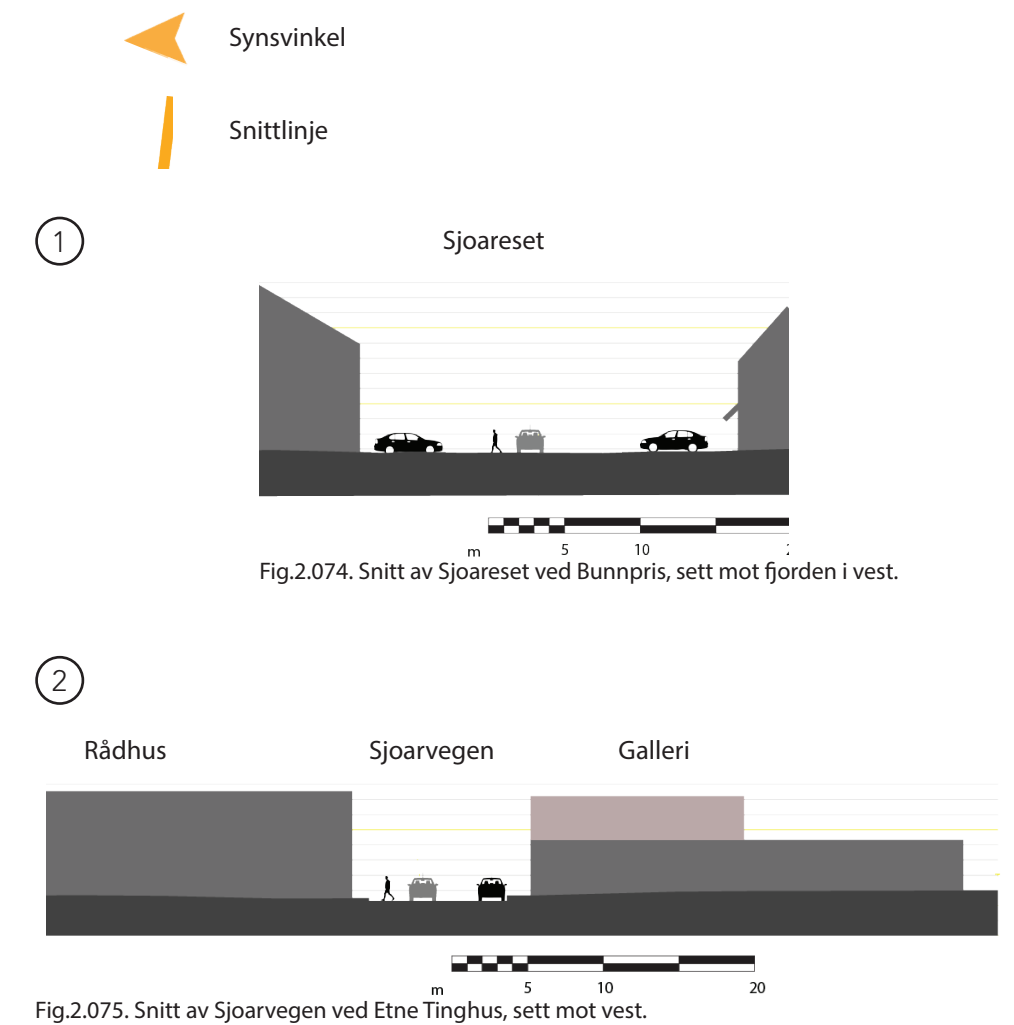 Synsvinkel
Snittlinje
1
Sjoareset
m 5 10
Fig.2.074. Snitt av Sjoareset ved Bunnpris, sett mot fjorden i vest.
2
Rådhus Sjoarvegen Galleri
m 5 10 20
Fig.2.075. Snitt av Sjoarvegen ved Etne Tinghus, sett mot vest.